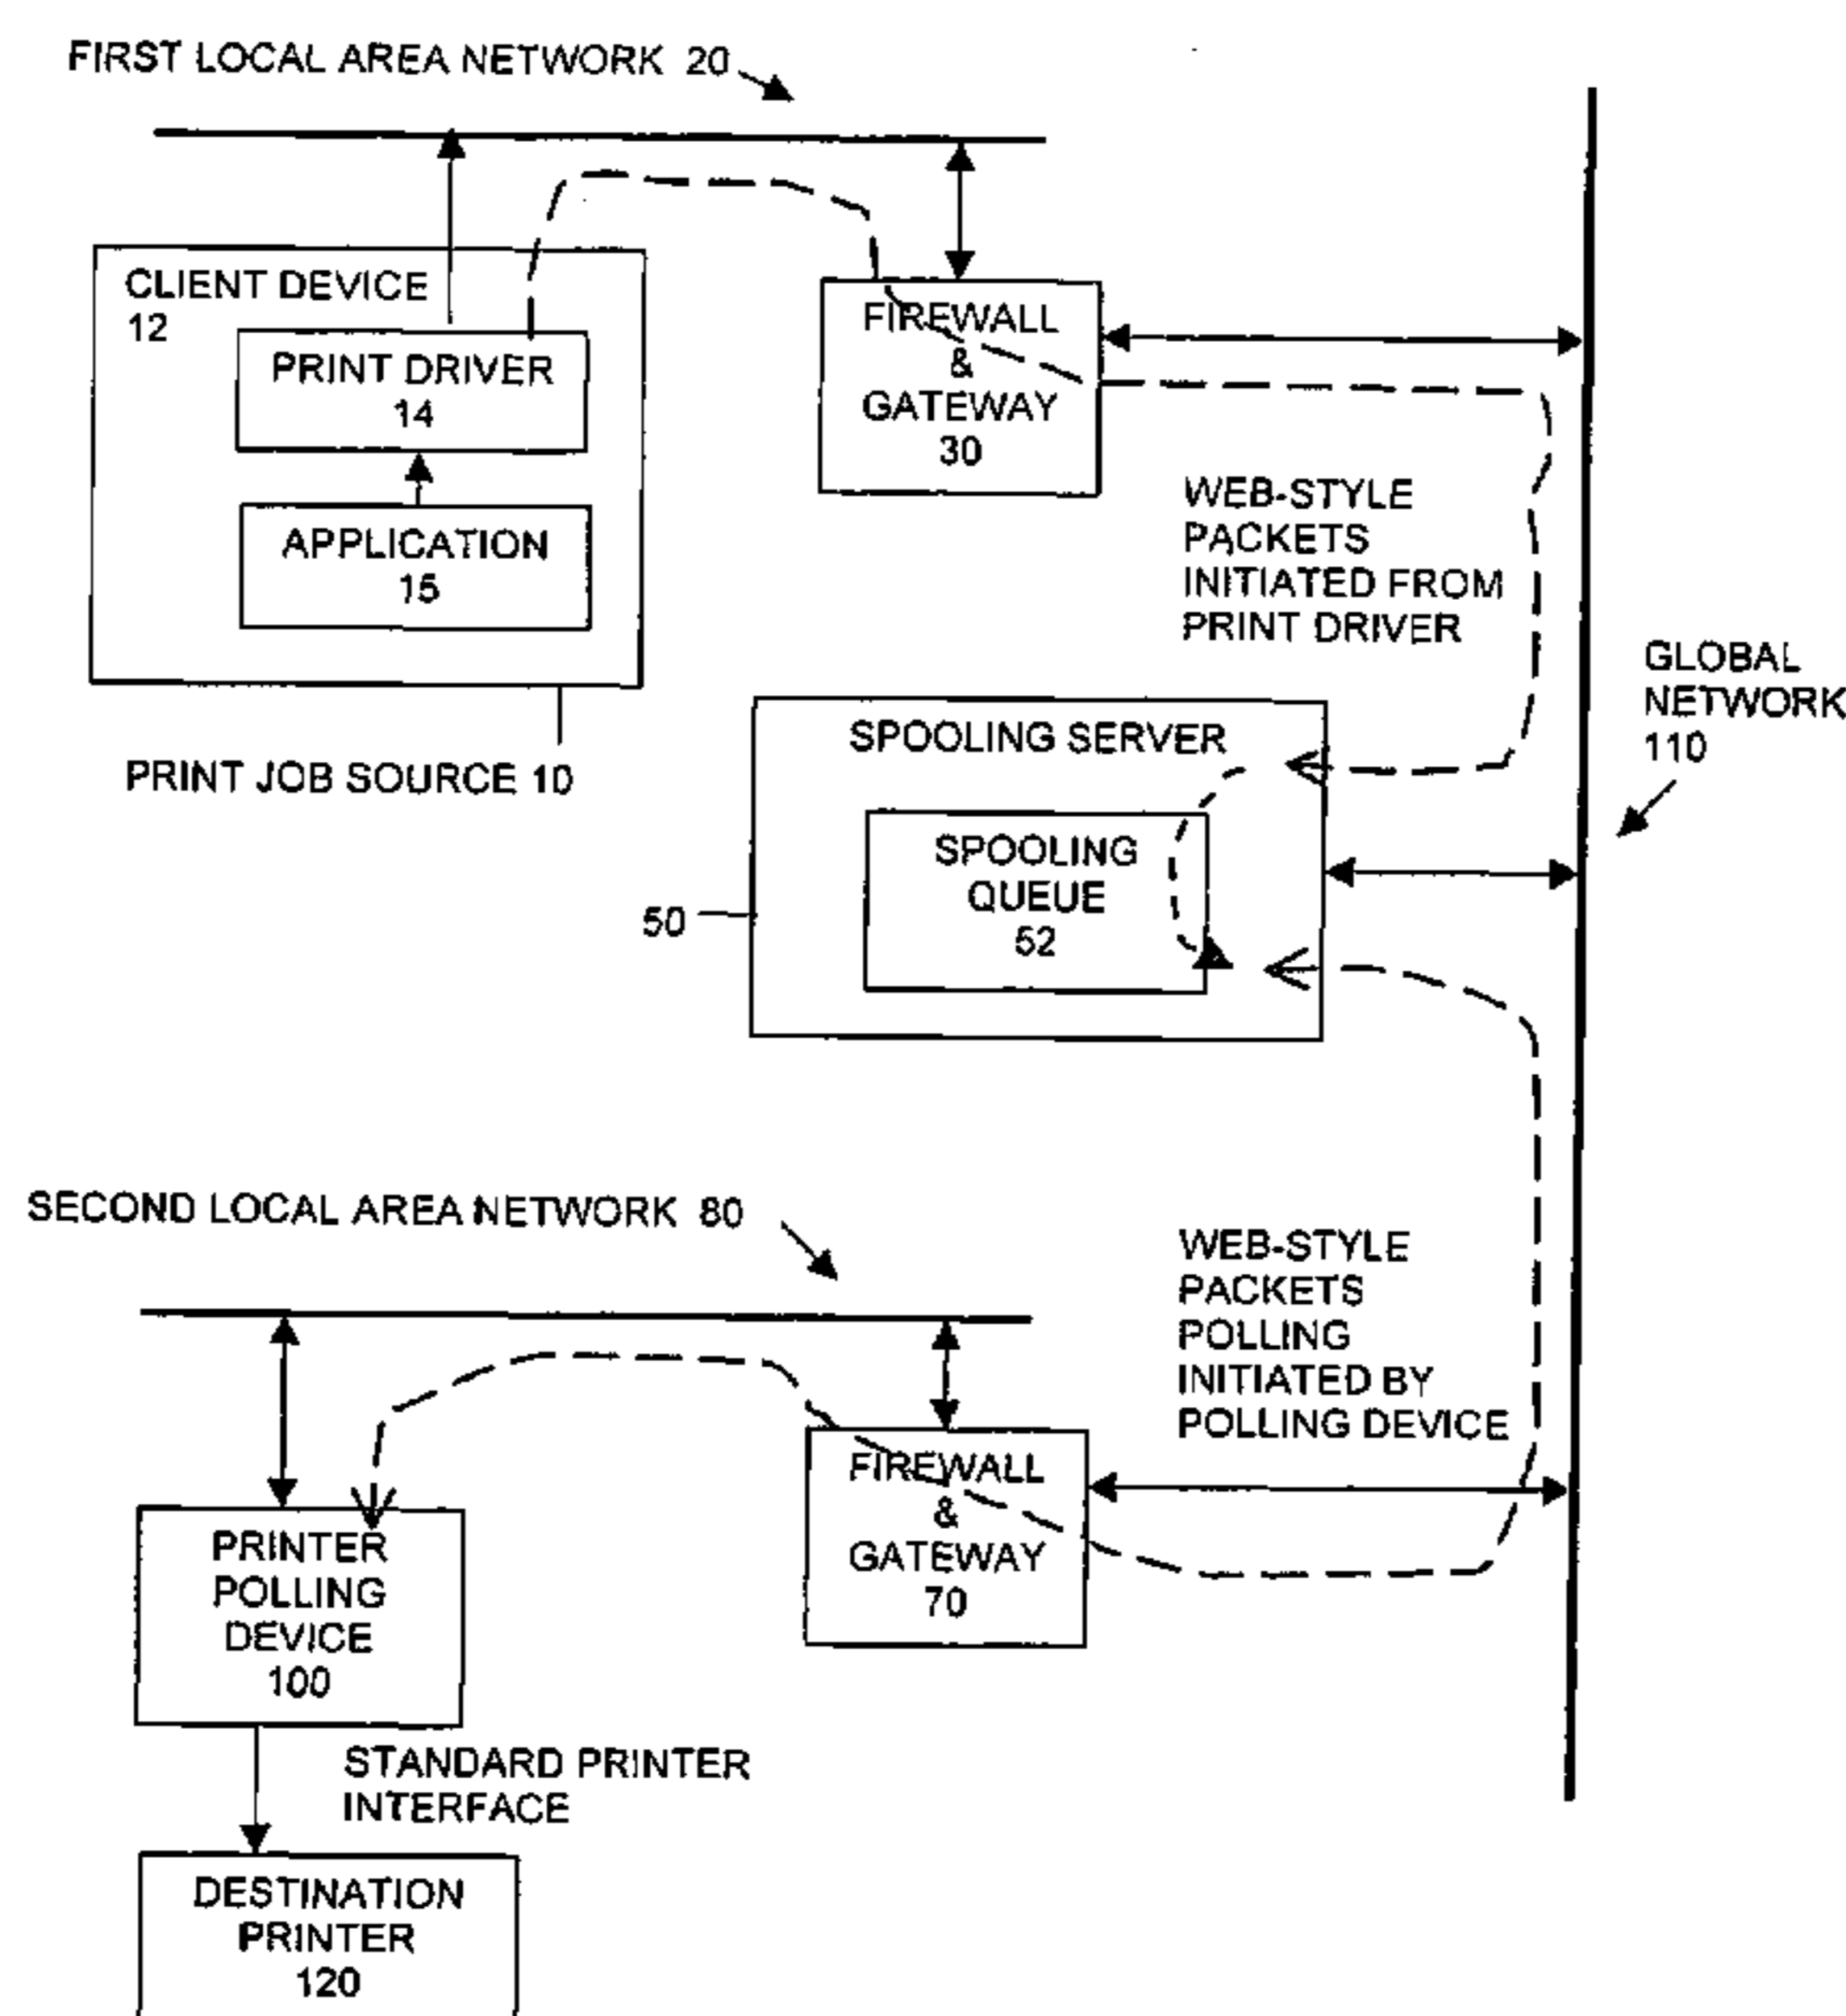 FIRST LOCAL AREA NETWORK 20
CLIENT DEVICE
12
PRINT DRIVER
14
APPLICATION
15
PRINT JOB SOURCE 10
FIREWALL
&
GATEWAY
30
WEB-STYLE
PACKETS
INITIATED FROM
PRINT DRIVER
GLOBAL
NETWORK
110
SPOOLING SERVER
SPOOLING
QUEUE
52
50
SECOND LOCAL AREA NETWORK 80
WEB-STYLE
PACKETS
POLLING
INITIATED BY
POLLING DEVICE
FIREWALL
&
GATEWAY
70
PRINTER
POLLING
DEVICE
100
STANDARD PRINTER
INTERFACE
DESTINATION
PRINTER
120